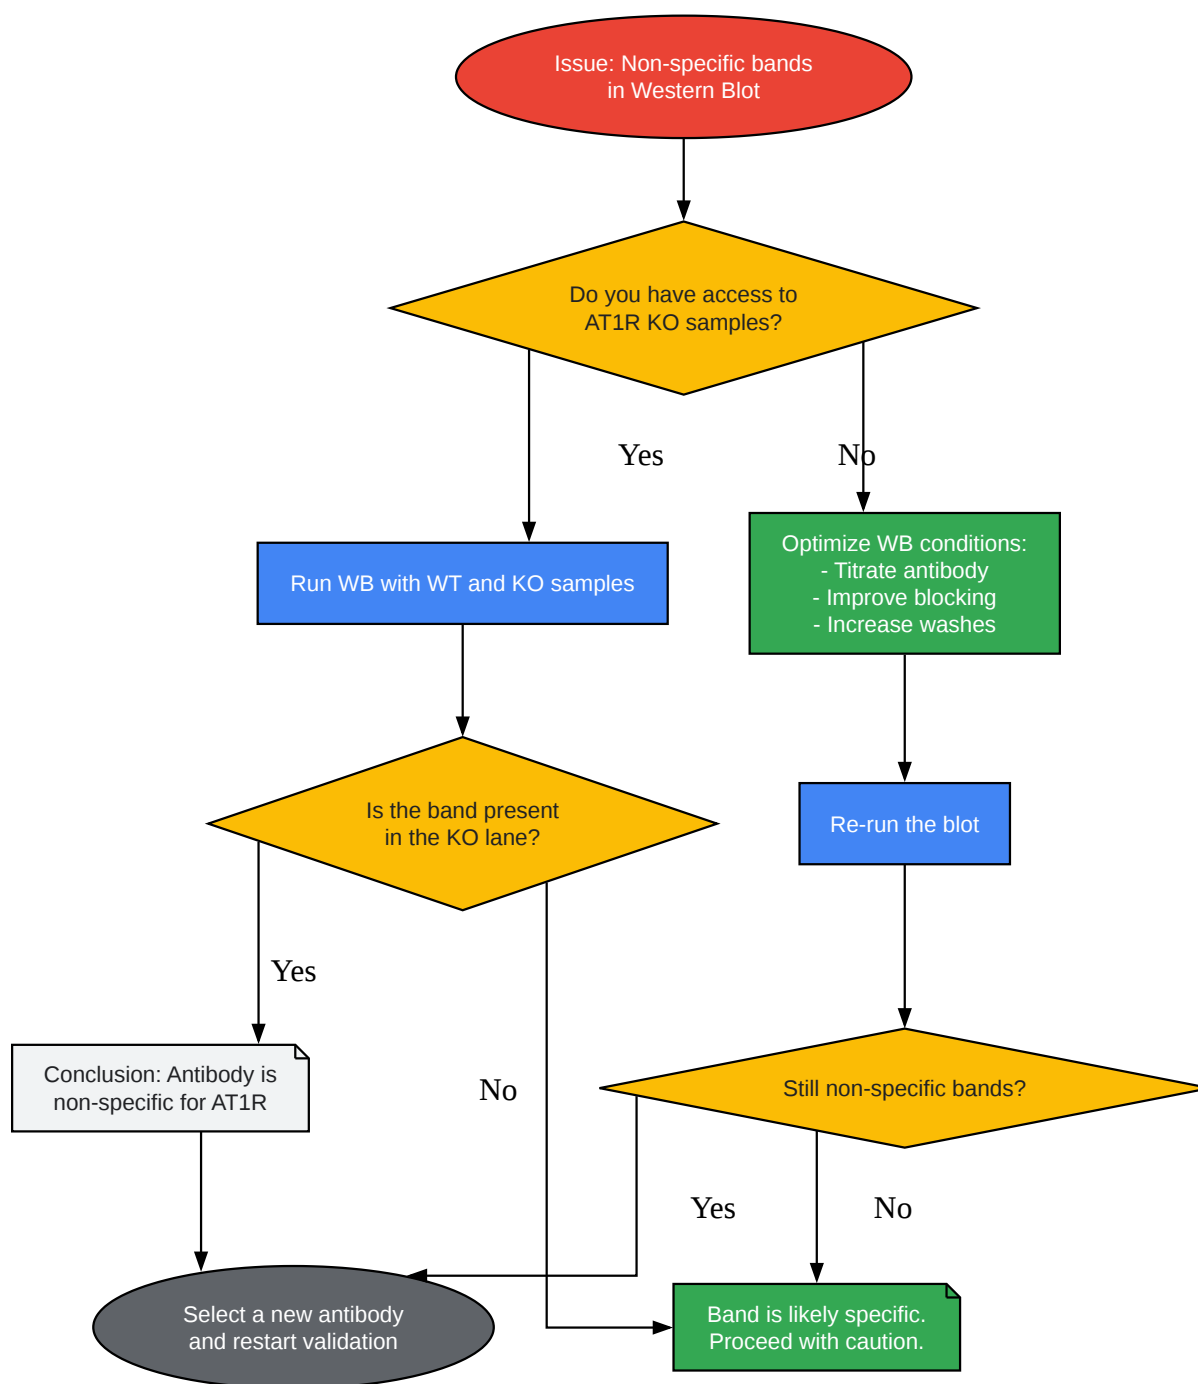 Issue: Non-specific bands
in Western Blot
Do you have access to
AT1R KO samples?
Yes
No
Run WB with WT and KO samples
Optimize WB conditions:
- Titrate antibody
- Improve blocking
- Increase washes
Is the band present
in the KO lane?
Re-run the blot
Yes
No
Conclusion: Antibody is
non-specific for AT1R
Still non-specific bands?
Yes
No
Select a new antibody
and restart validation
Band is likely specific.
Proceed with caution.